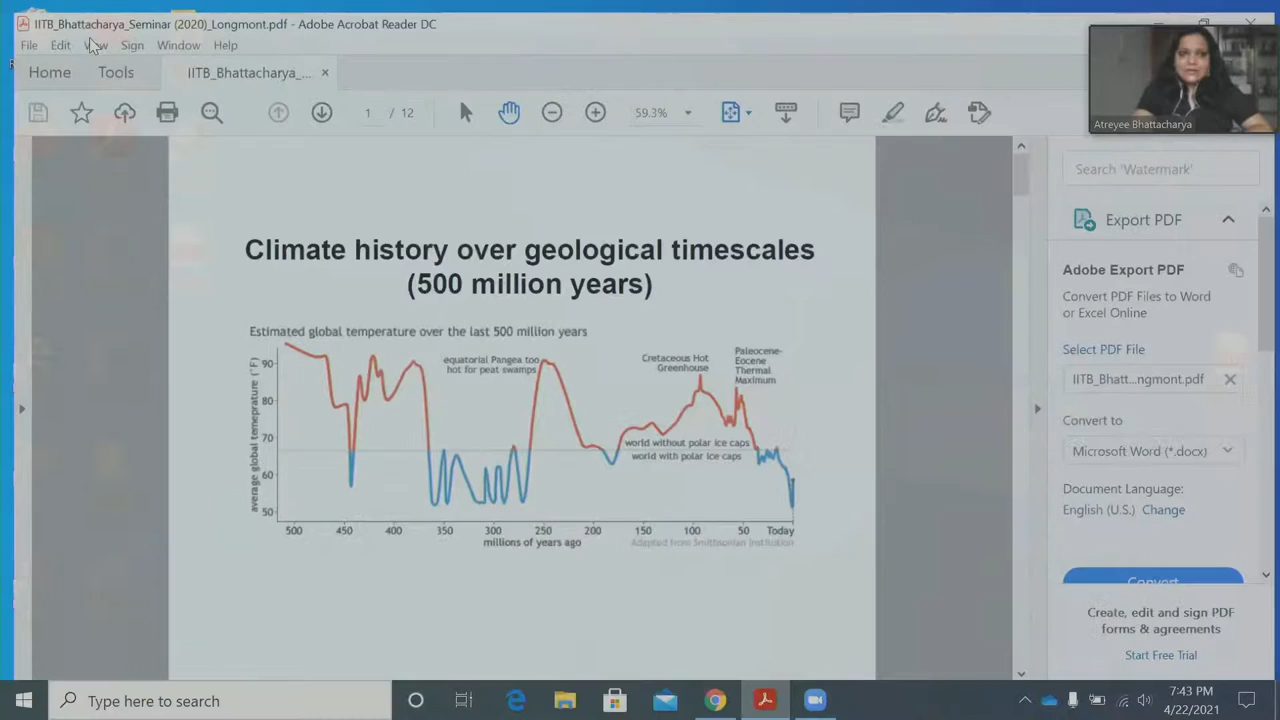 IITB_Bhattacharya_Seminar (2020)_Longmont.pdf - Adobe Acrobat Reader DC
File Edit View Sign Window Help
Home Tools IITB_Bhattacharya_... ×
1 / 12 59.3%
Atreyee Bhattacharya
Climate history over geological timescales
(500 million years)
Estimated global temperature over the last 500 million years
average global temeprature (°F)
90
80
70
60
50
equatorial Pangea too
hot for peat swamps
Cretaceous Hot
Greenhouse
Paleocene-
Eocene
Thermal
Maximum
world without polar ice caps
world with polar ice caps
500 450 400 350 300 250 200 150 100 50 Today
millions of years ago
Adapted from Smithsonian Institution
Search 'Watermark'
Export PDF
Adobe Export PDF
Convert PDF Files to Word
or Excel Online
Select PDF File
IITB_Bhatt...ngmont.pdf
Convert to
Microsoft Word (*.docx)
Document Language:
English (U.S.) Change
Convert
Create, edit and sign PDF
forms & agreements
Start Free Trial
Type here to search
7:43 PM
4/22/2021